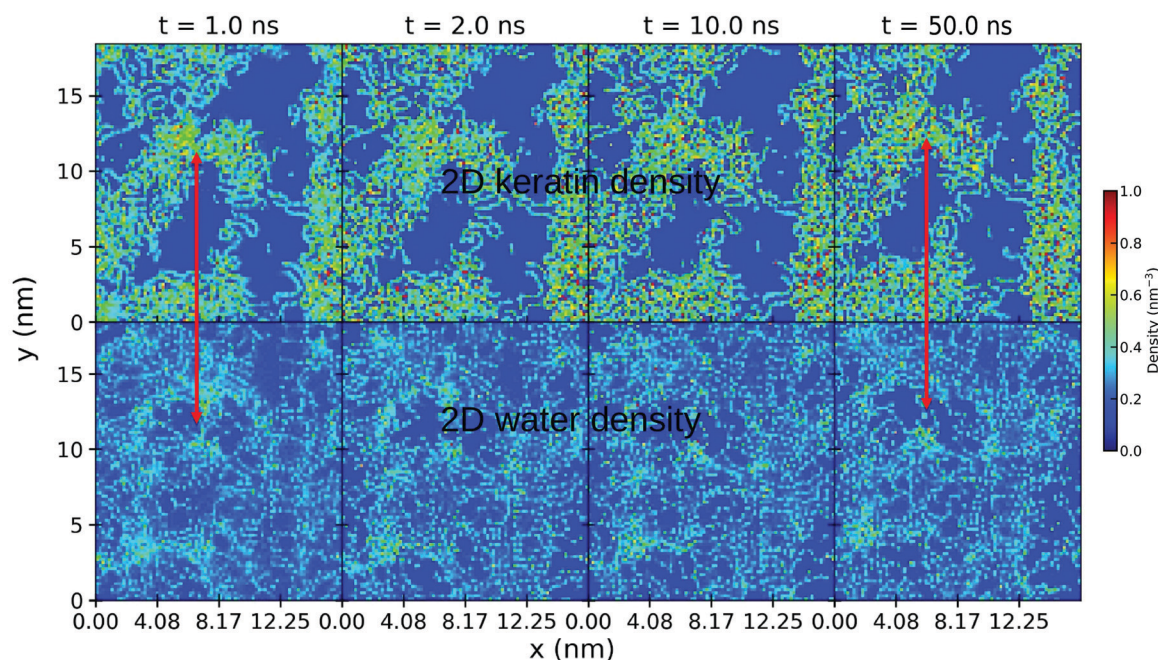 t = 1.0 ns t = 2.0 ns t = 10.0 ns t = 50.0 ns
15
10
5
0
2D keratin density
15
10
5
0
2D water density
y (nm)
0.00 4.08 8.17 12.25 0.00 4.08 8.17 12.25 0.00 4.08 8.17 12.25 0.00 4.08 8.17 12.25
x (nm)
1.0
0.8
0.6
0.4
0.2
0.0
Density (nm⁻³)